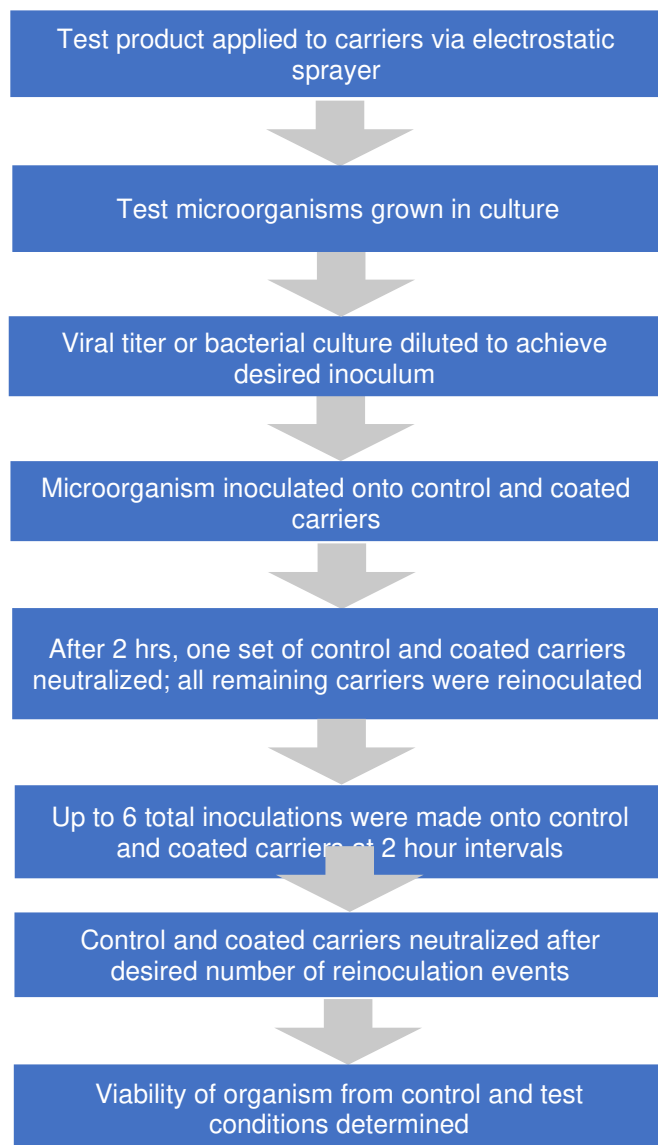 Test product applied to carriers via electrostatic
sprayer
Test microorganisms grown in culture
Viral titer or bacterial culture diluted to achieve
desired inoculum
Microorganism inoculated onto control and coated
carriers
After 2 hrs, one set of control and coated carriers
neutralized; all remaining carriers were reinoculated
Up to 6 total inoculations were made onto control
and coated carriers at 2 hour intervals
Control and coated carriers neutralized after
desired number of reinoculation events
Viability of organism from control and test
conditions determined